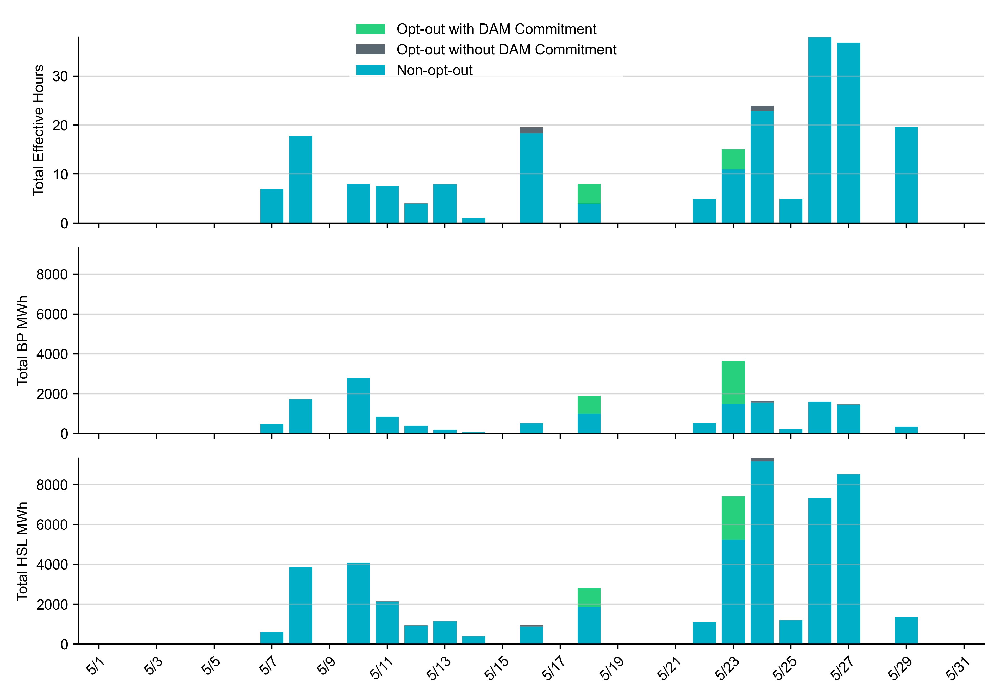 Opt-out with DAM Commitment
Opt-out without DAM Commitment
Non-opt-out
Total Effective Hours
30
20
10
0
Total BP MWh
8000
6000
4000
2000
0
Total HSL MWh
8000
6000
4000
2000
0
5/1 5/3 5/5 5/7 5/9 5/11 5/13 5/15 5/17 5/19 5/21 5/23 5/25 5/27 5/29 5/31